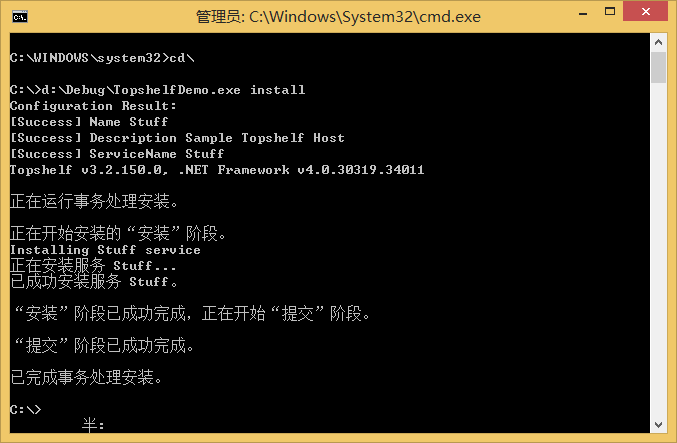 管理员: C:\Windows\System32\cmd.exe
C:\WINDOWS\system32>cd\
C:\>d:\Debug\TopshelfDemo.exe install
Configuration Result:
[Success] Name Stuff
[Success] Description Sample Topshelf Host
[Success] ServiceName Stuff
Topshelf v3.2.150.0, .NET Framework v4.0.30319.34011
正在运行事务处理安装。
正在开始安装的“安装”阶段。
Installing Stuff service
正在安装服务 Stuff...
已成功安装服务 Stuff。
“安装”阶段已成功完成，正在开始“提交”阶段。
“提交”阶段已成功完成。
已完成事务处理安装。
C:\>
半: